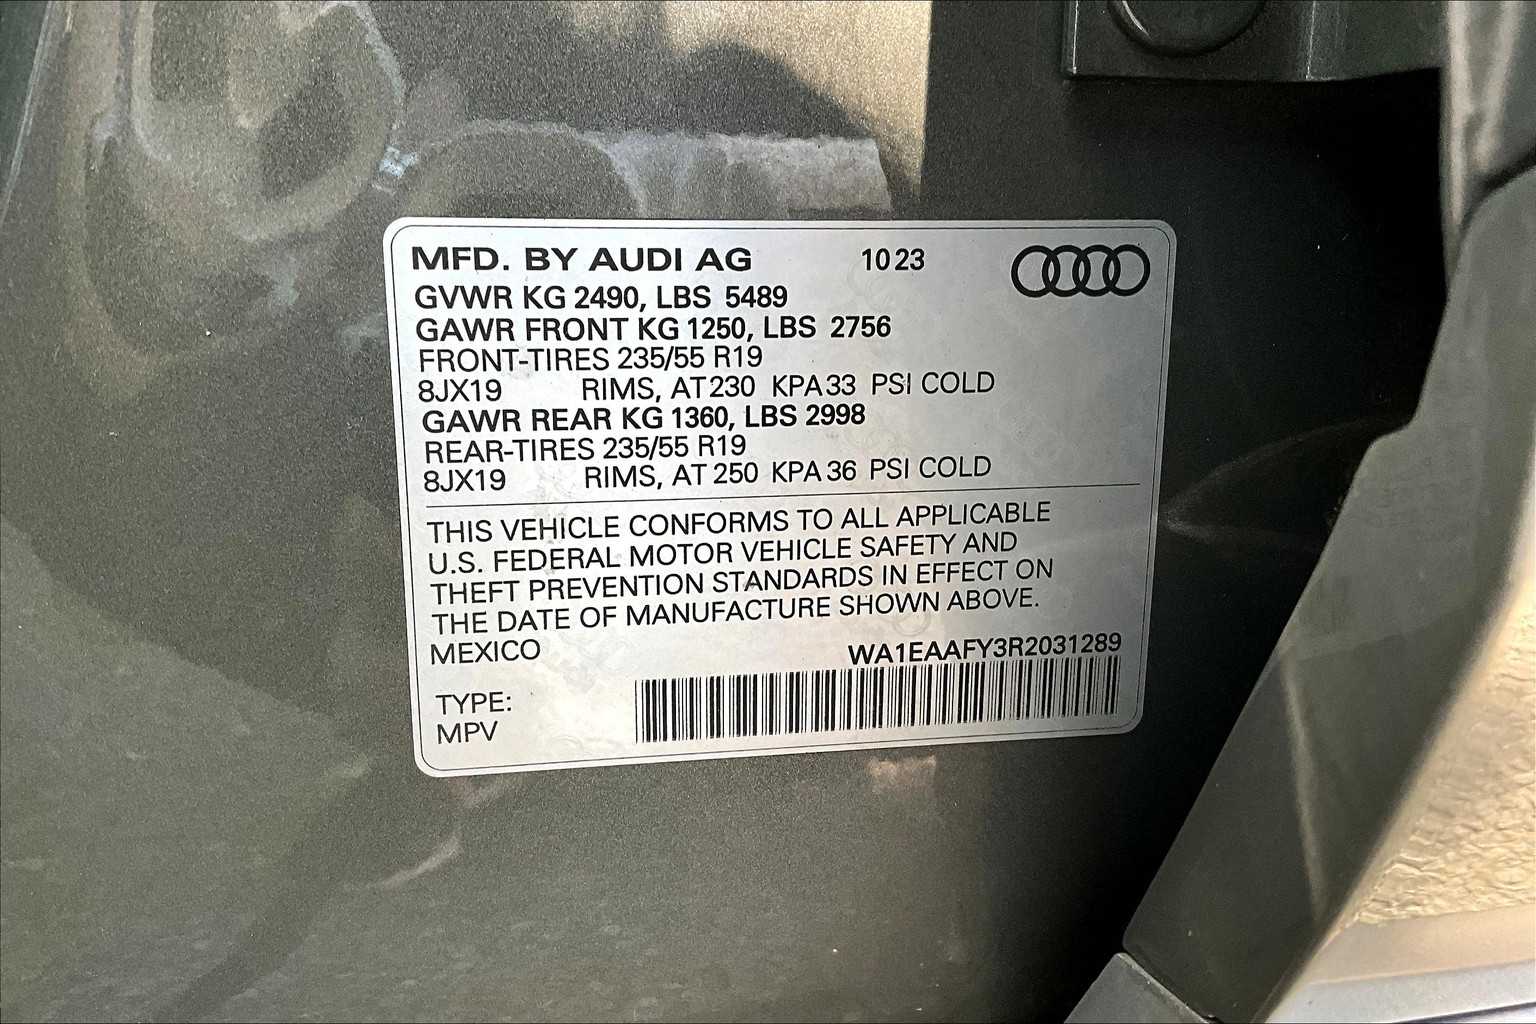 MFD. BY AUDI AG 10 23
GVWR KG 2490, LBS 5489
GAWR FRONT KG 1250, LBS 2756
FRONT-TIRES 235/55 R19
8JX19 RIMS, AT 230 KPA 33 PSI COLD
GAWR REAR KG 1360, LBS 2998
REAR-TIRES 235/55 R19
8JX19 RIMS, AT 250 KPA 36 PSI COLD
THIS VEHICLE CONFORMS TO ALL APPLICABLE
U.S. FEDERAL MOTOR VEHICLE SAFETY AND
THEFT PREVENTION STANDARDS IN EFFECT ON
THE DATE OF MANUFACTURE SHOWN ABOVE.
MEXICO WA1EAAFY3R2031289
TYPE:
MPV